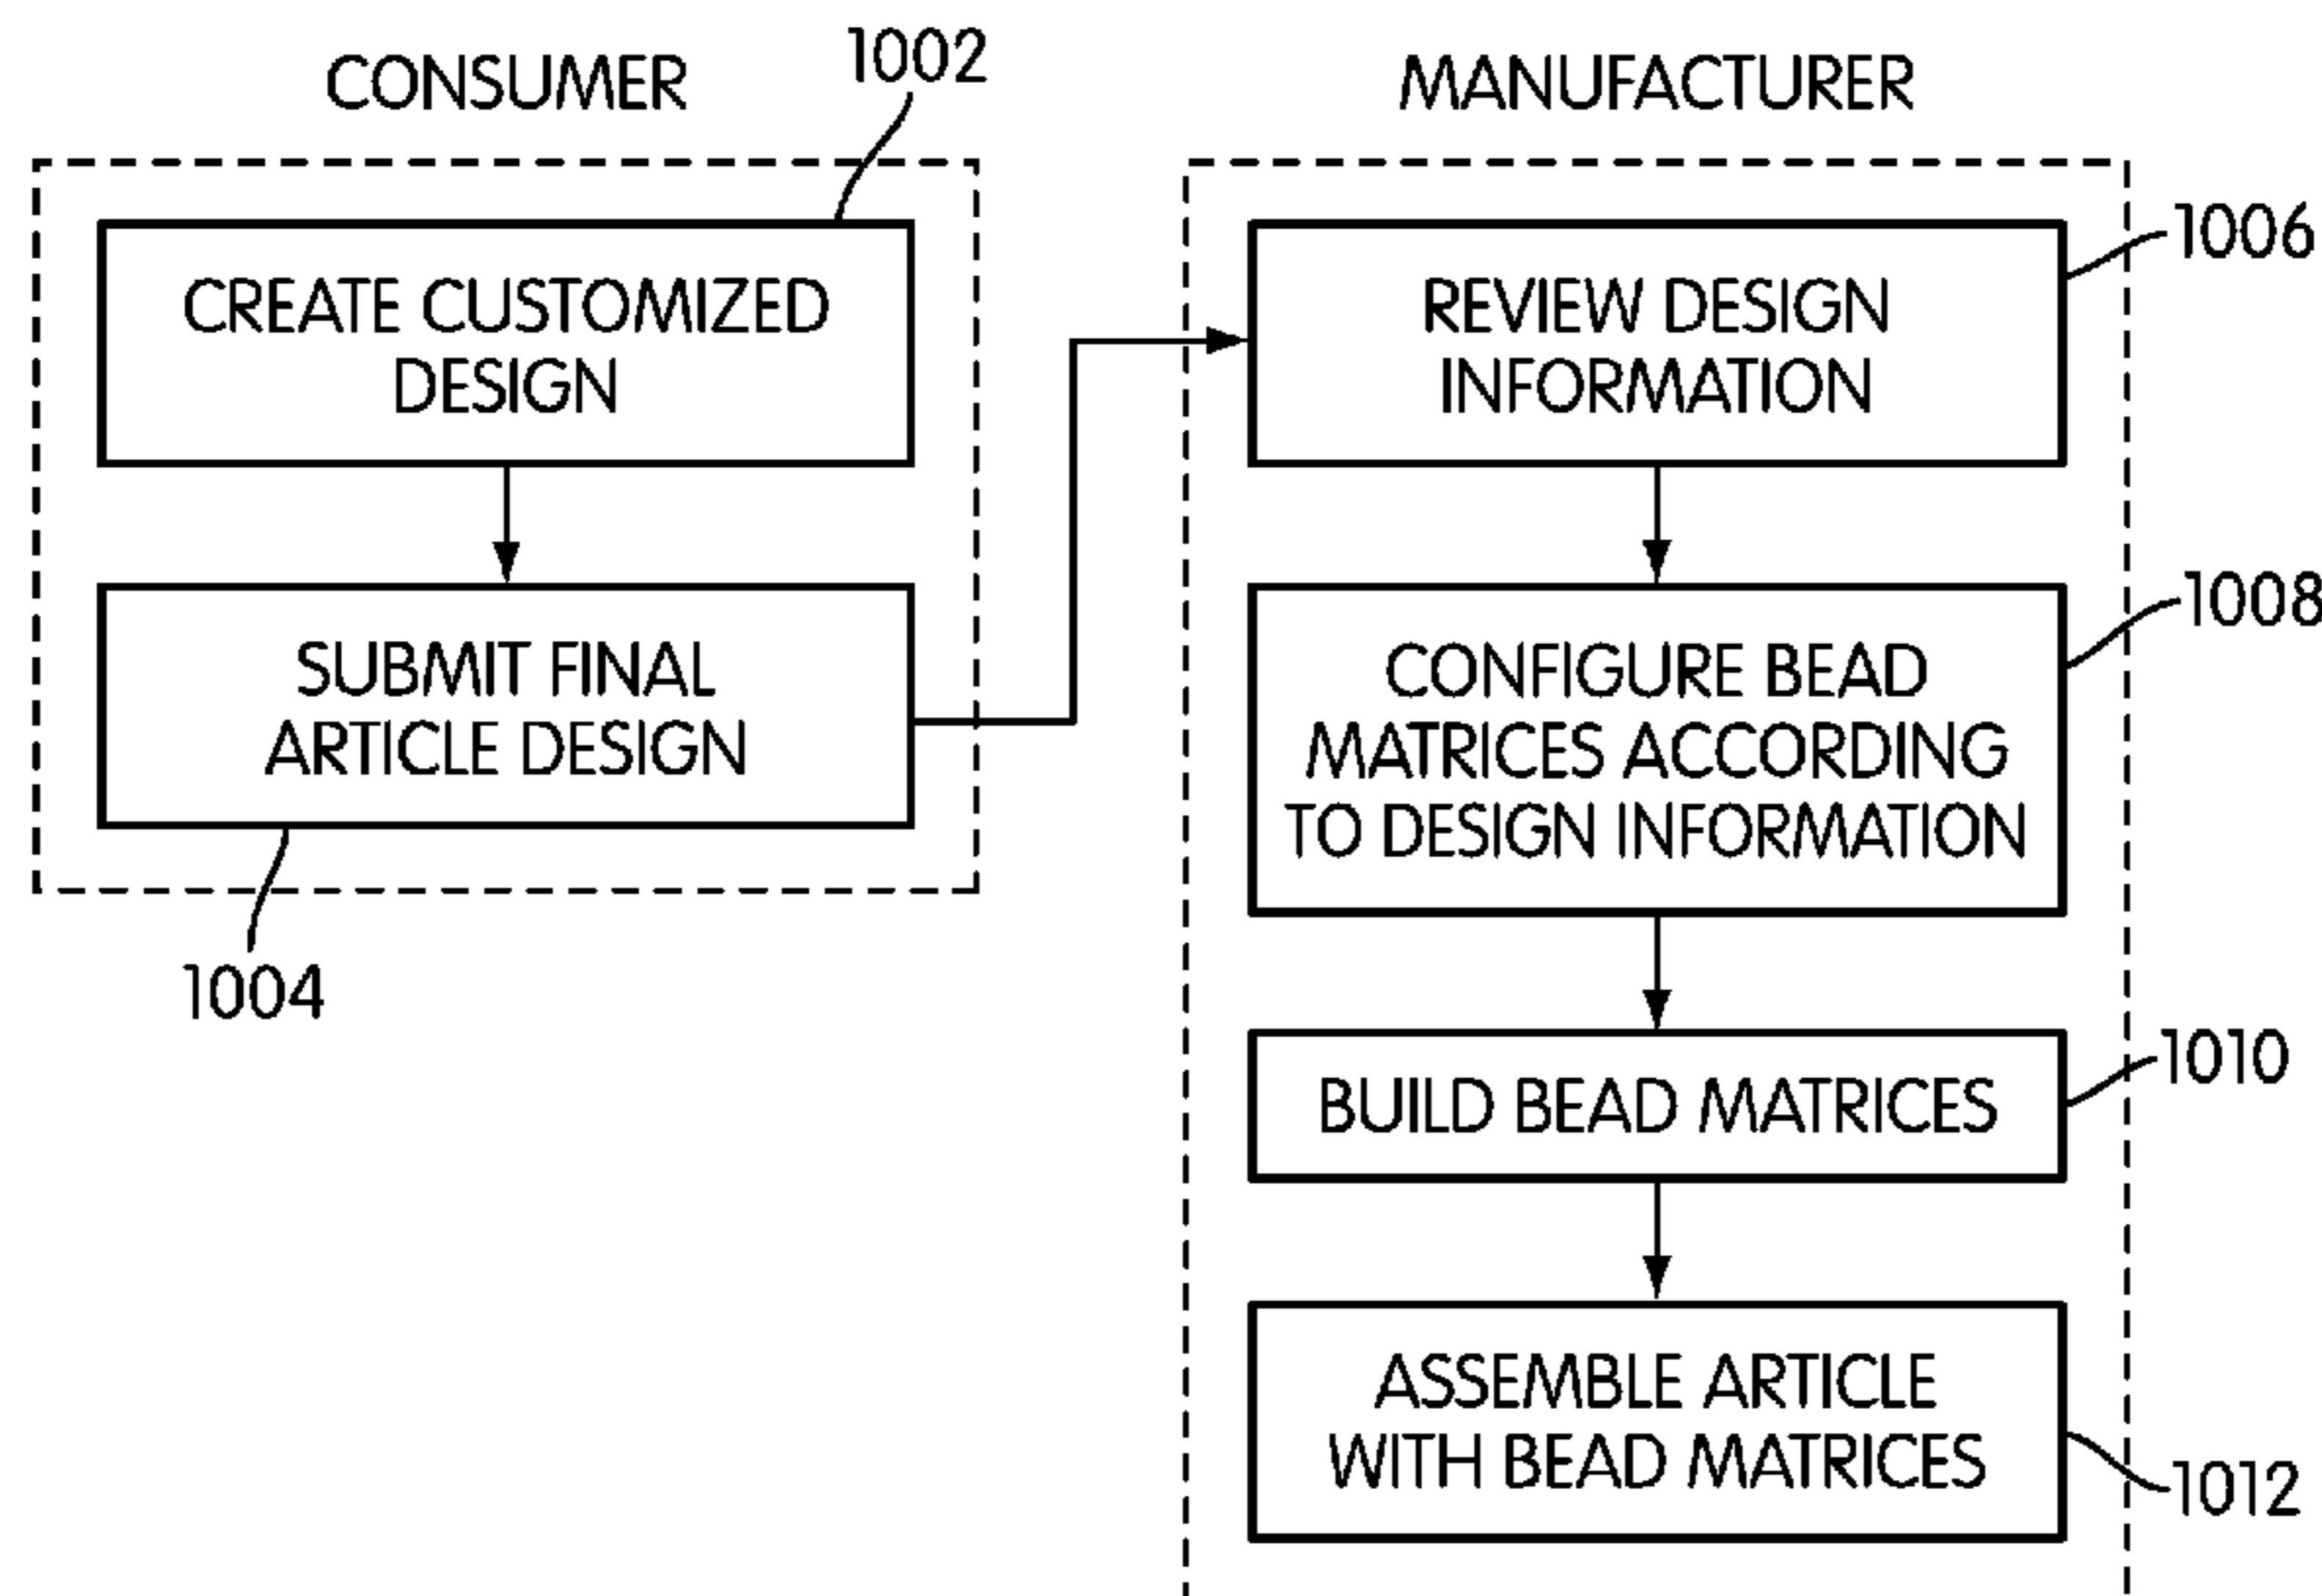 CONSUMER
1002
CREATE CUSTOMIZED
DESIGN
SUBMIT FINAL
ARTICLE DESIGN
1004
MANUFACTURER
1006
REVIEW DESIGN
INFORMATION
1008
CONFIGURE BEAD
MATRICES ACCORDING
TO DESIGN INFORMATION
1010
BUILD BEAD MATRICES
ASSEMBLE ARTICLE
WITH BEAD MATRICES
1012